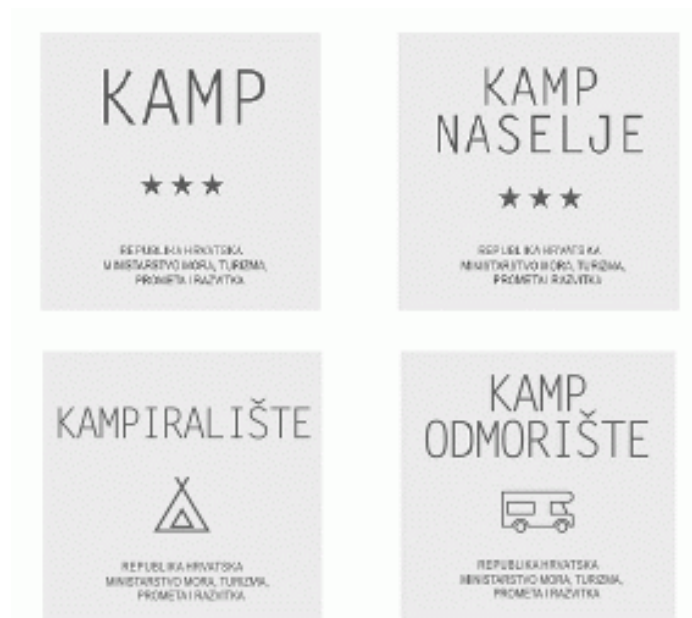 KAMP
REPUBLIKA HRVATSKA
MINISTARSTVO MORA, TURIZMA,
PROMETA I RAZVITKA
KAMP
NASELJE
REPUBLIKA HRVATSKA
MINISTARSTVO MORA, TURIZMA,
PROMETA I RAZVITKA
KAMPIRALIŠTE
REPUBLIKA HRVATSKA
MINISTARSTVO MORA, TURIZMA,
PROMETA I RAZVITKA
KAMP
ODMORIŠTE
REPUBLIKA HRVATSKA
MINISTARSTVO MORA, TURIZMA,
PROMETA I RAZVITKA